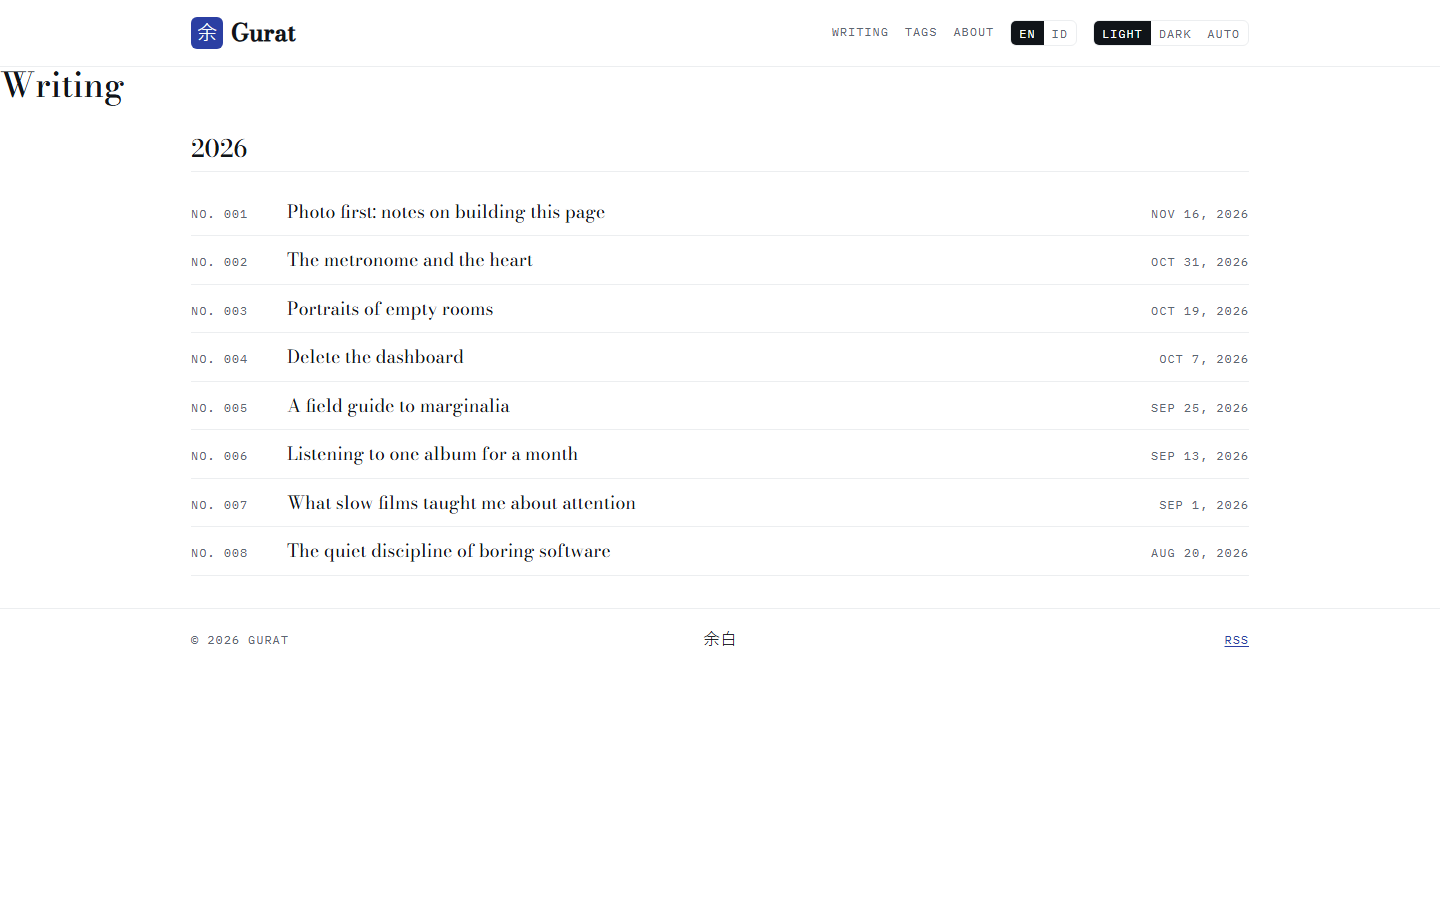 余 Gurat
WRITING TAGS ABOUT EN ID LIGHT DARK AUTO
Writing
2026
NO. 001 Photo first: notes on building this page NOV 16, 2026
NO. 002 The metronome and the heart OCT 31, 2026
NO. 003 Portraits of empty rooms OCT 19, 2026
NO. 004 Delete the dashboard OCT 7, 2026
NO. 005 A field guide to marginalia SEP 25, 2026
NO. 006 Listening to one album for a month SEP 13, 2026
NO. 007 What slow films taught me about attention SEP 1, 2026
NO. 008 The quiet discipline of boring software AUG 20, 2026
© 2026 GURAT 余白 RSS